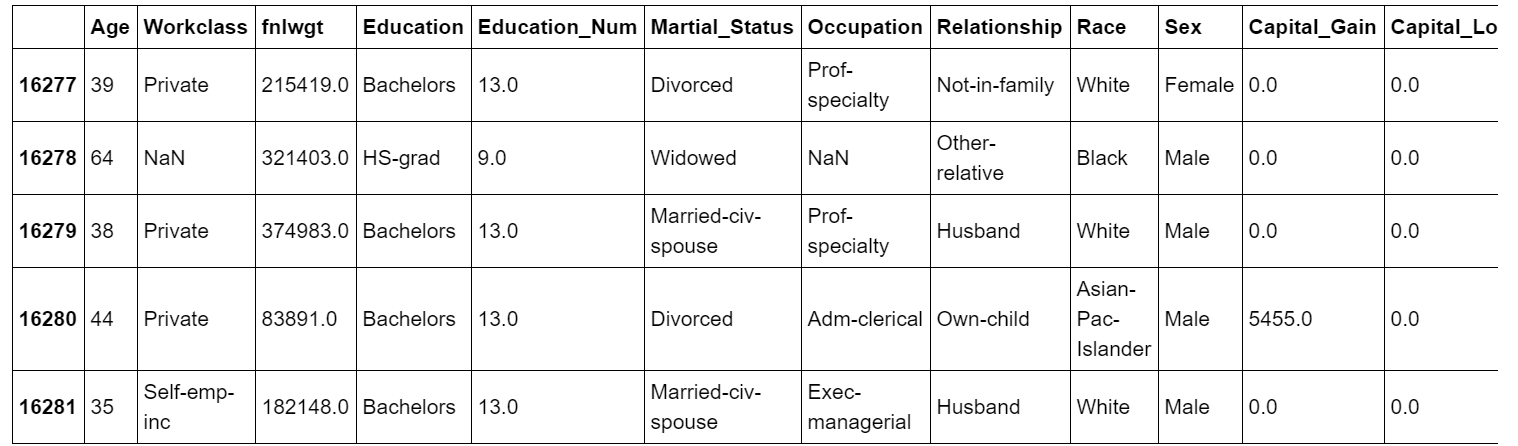 Age Workclass fnlwgt Education Education_Num Martial_Status Occupation Relationship Race Sex Capital_Gain Capital_Lo
16277 39 Private 215419.0 Bachelors 13.0 Divorced Prof-specialty Not-in-family White Female 0.0 0.0
16278 64 NaN 321403.0 HS-grad 9.0 Widowed NaN Other-relative Black Male 0.0 0.0
16279 38 Private 374983.0 Bachelors 13.0 Married-civ-spouse Prof-specialty Husband White Male 0.0 0.0
16280 44 Private 83891.0 Bachelors 13.0 Divorced Adm-clerical Own-child Asian-Pac-Islander Male 5455.0 0.0
16281 35 Self-emp-inc 182148.0 Bachelors 13.0 Married-civ-spouse Exec-managerial Husband White Male 0.0 0.0